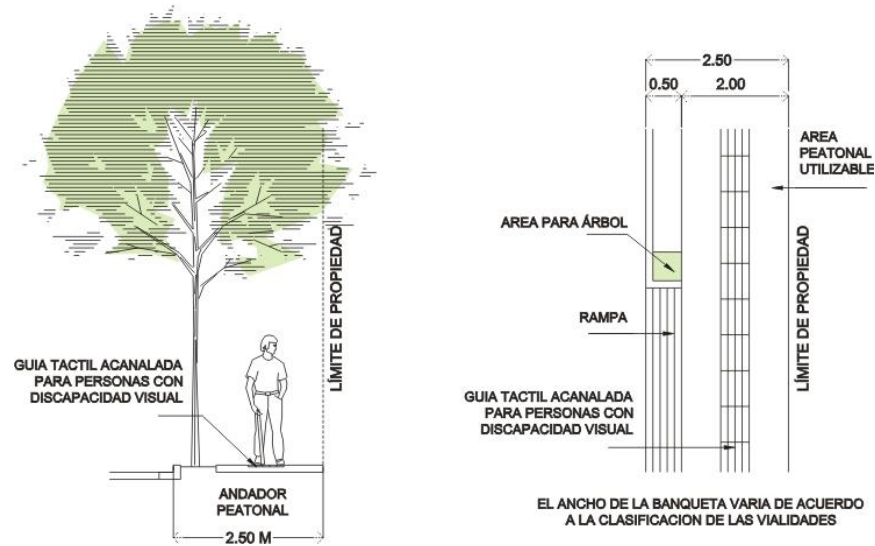 GUIA TACTIL ACANALADA
PARA PERSONAS CON
DISCAPACIDAD VISUAL
LÍMITE DE PROPIEDAD
ANDADOR
PEATONAL
2.50 M
2.50
0.50
2.00
AREA
PEATONAL
UTILIZABLE
AREA PARA ÁRBOL
RAMPA
LÍMITE DE PROPIEDAD
GUIA TACTIL ACANALADA
PARA PERSONAS CON
DISCAPACIDAD VISUAL
EL ANCHO DE LA BANQUETA VARIA DE ACUERDO
A LA CLASIFICACION DE LAS VIALIDADES